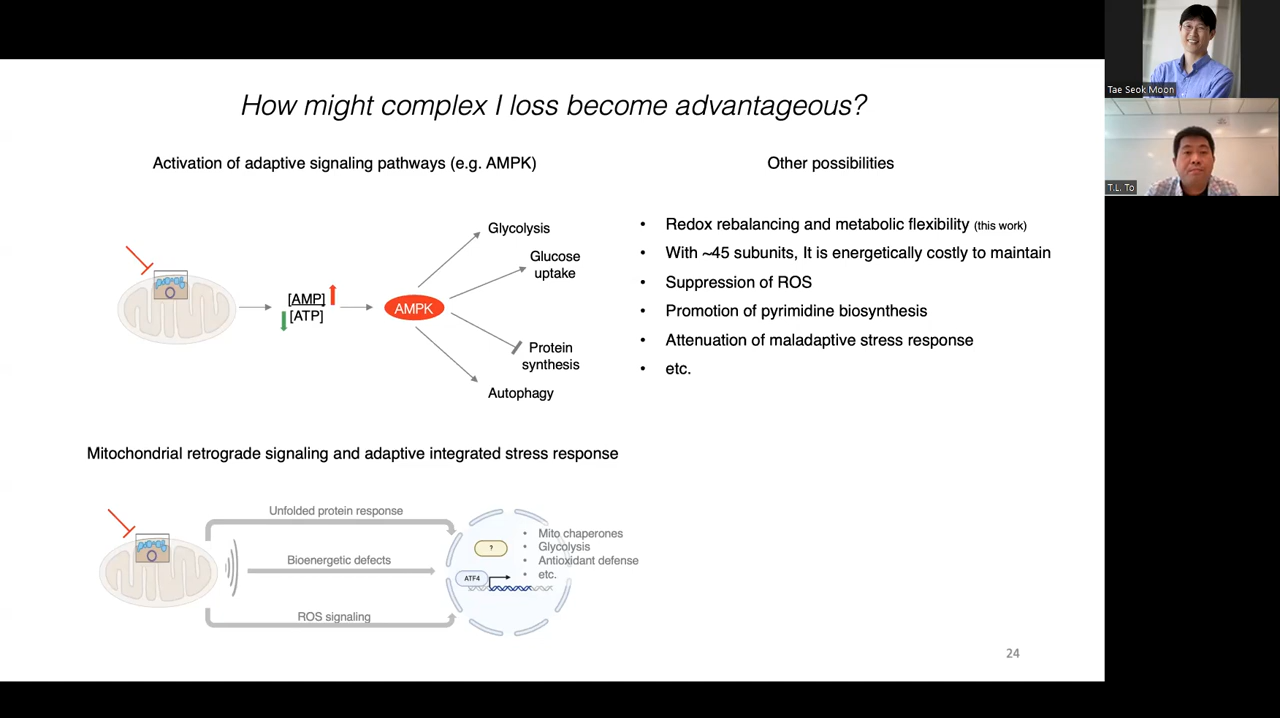 How might complex I loss become advantageous?
Activation of adaptive signaling pathways (e.g. AMPK)
Glycolysis
Glucose
uptake
[AMP]
[ATP]
AMPK
Protein
synthesis
Autophagy
Other possibilities
• Redox rebalancing and metabolic flexibility (this work)
• With ~45 subunits, It is energetically costly to maintain
• Suppression of ROS
• Promotion of pyrimidine biosynthesis
• Attenuation of maladaptive stress response
• etc.
Mitochondrial retrograde signaling and adaptive integrated stress response
Unfolded protein response
Bioenergetic defects
ROS signaling
?
ATF4
• Mito chaperones
• Glycolysis
• Antioxidant defense
• etc.
24
Tae Seok Moon
T.L. To